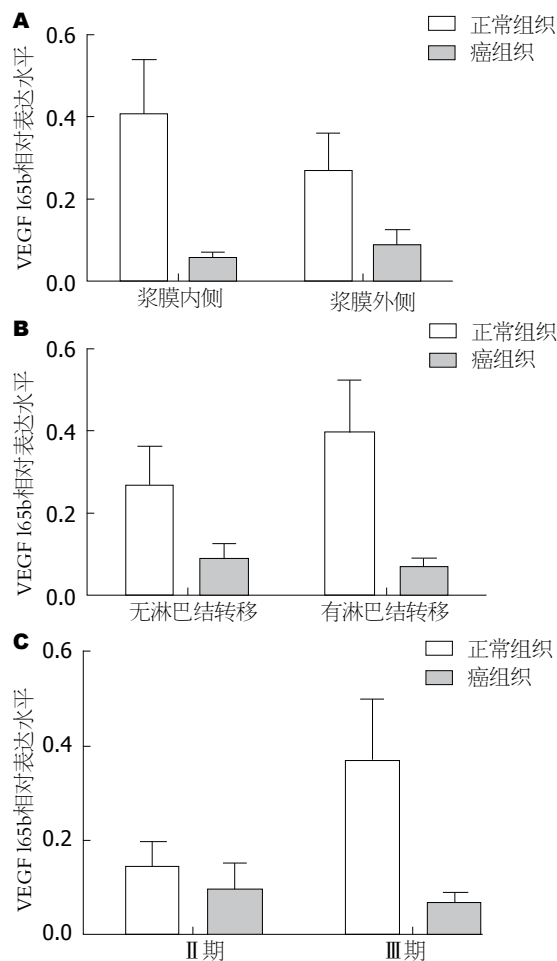 A
正常组织
癌组织
VEGF 165b相对表达水平
0.6
0.4
0.2
0.0
浆膜内侧 浆膜外侧
B
正常组织
癌组织
VEGF 165b相对表达水平
0.6
0.4
0.2
0.0
无淋巴结转移 有淋巴结转移
C
正常组织
癌组织
VEGF 165b相对表达水平
0.6
0.4
0.2
0.0
Ⅱ期 Ⅲ期